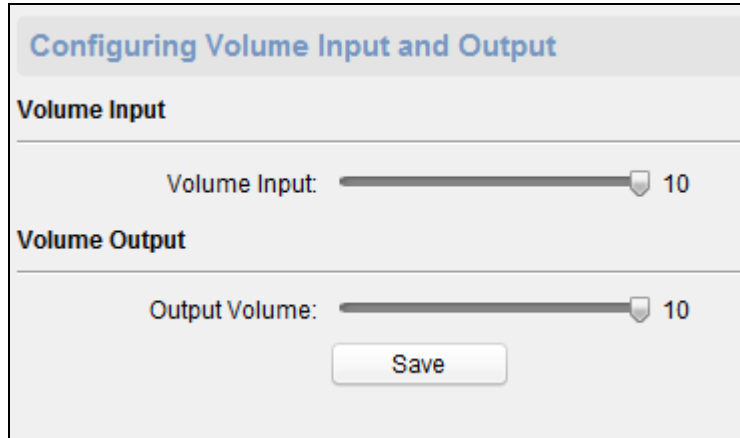 Configuring Volume Input and Output
Volume Input
Volume Input: 10
Volume Output
Output Volume: 10
Save